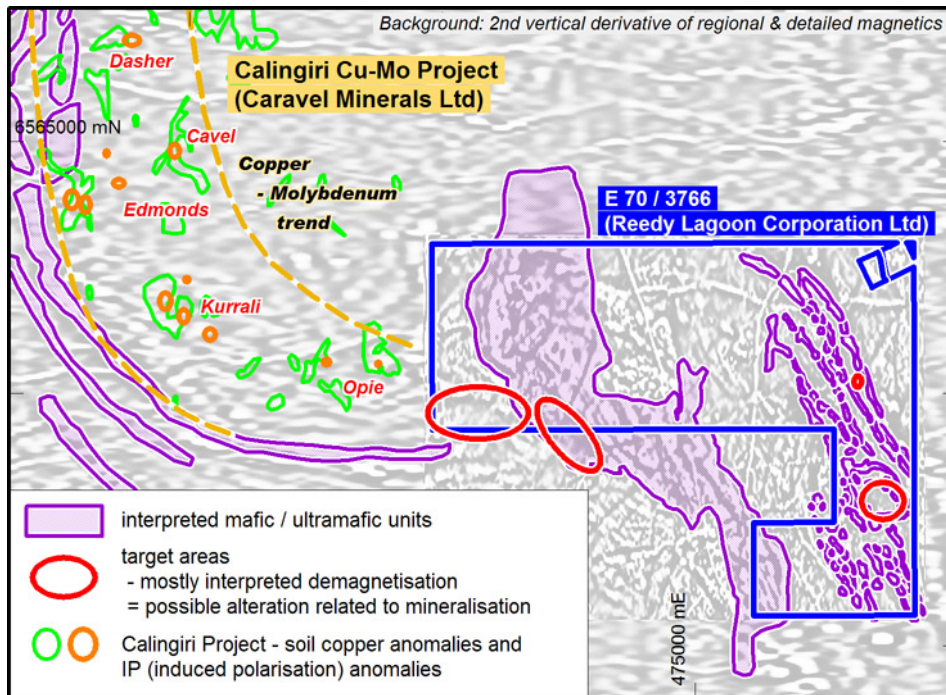 Background: 2nd vertical derivative of regional & detailed magnetics
Dasher
Calingiri Cu-Mo Project
(Caravel Minerals Ltd)
6565000 mN
Cavel
Copper
- Molybdenum
trend
Edmonds
E 70 / 3766
(Reedy Lagoon Corporation Ltd)
Kurrali
Opie
interpreted mafic / ultramafic units
target areas
- mostly interpreted demagnetisation
= possible alteration related to mineralisation
Calingiri Project - soil copper anomalies and
IP (induced polarisation) anomalies
475000 mE